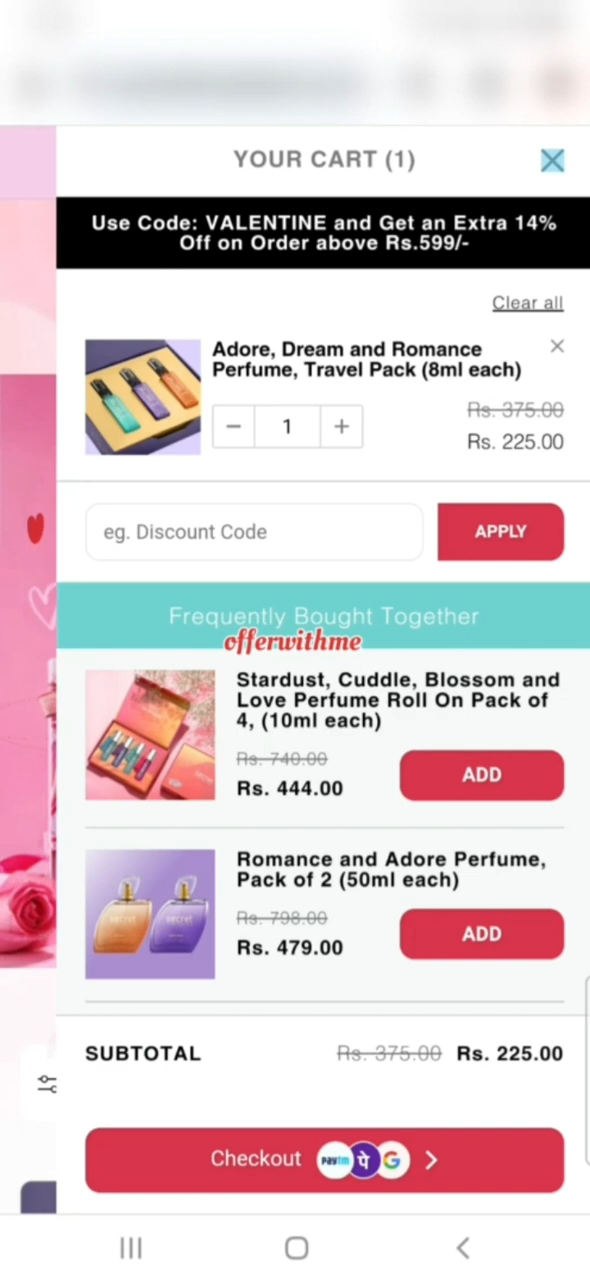 YOUR CART (1)
Use Code: VALENTINE and Get an Extra 14%
Off on Order above Rs.599/-
Clear all
Adore, Dream and Romance
Perfume, Travel Pack (8ml each)
Rs. 375.00
− 1 +
Rs. 225.00
eg. Discount Code
APPLY
Frequently Bought Together
offerwithme
Stardust, Cuddle, Blossom and
Love Perfume Roll On Pack of
4, (10ml each)
Rs. 740.00
Rs. 444.00
ADD
Romance and Adore Perfume,
Pack of 2 (50ml each)
secret secret
Rs. 798.00
Rs. 479.00
ADD
SUBTOTAL Rs. 375.00 Rs. 225.00
Checkout Paytm पे G